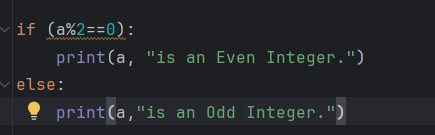 if (a%2==0):
    print(a, "is an Even Integer.")
else:
    print(a,"is an Odd Integer.")